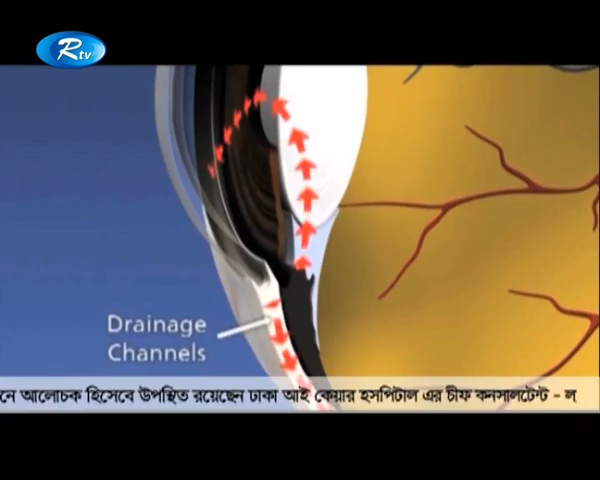 Rtv
Drainage
Channels
নে আলোচক হিসেবে উপস্থিত রয়েছেন ঢাকা আই কেয়ার হসপিটাল এর চীফ কনসালটেন্ট - ল্